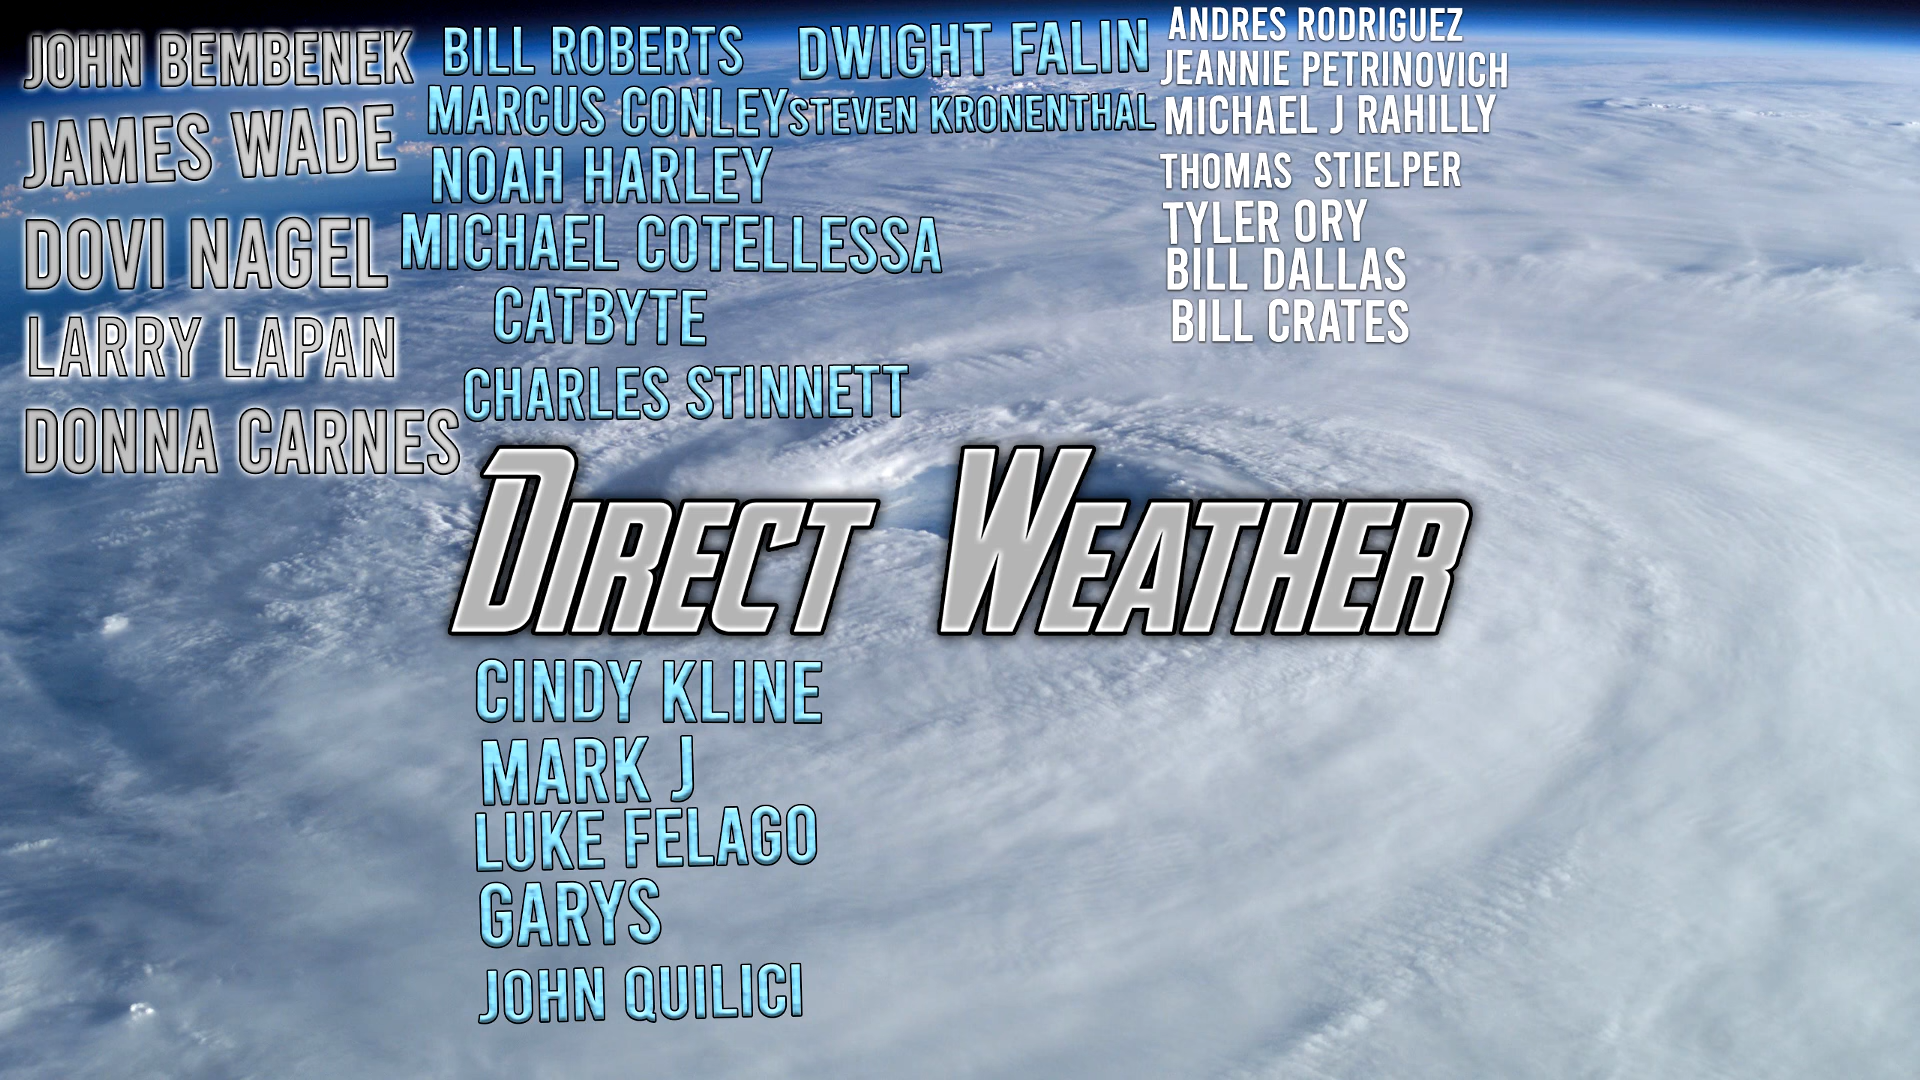 JOHN BEMBENEK
JAMES WADE
DOVI NAGEL
LARRY LAPAN
DONNA CARNES
BILL ROBERTS
MARCUS CONLEY
NOAH HARLEY
MICHAEL COTELLESSA
CATBYTE
CHARLES STINNETT
DWIGHT FALIN
STEVEN KRONENTHAL
ANDRES RODRIGUEZ
JEANNIE PETRINOVICH
MICHAEL J RAHILLY
THOMAS STIELPER
TYLER ORY
BILL DALLAS
BILL CRATES
DIRECT WEATHER
CINDY KLINE
MARK J
LUKE FELAGO
GARYS
JOHN QUILICI